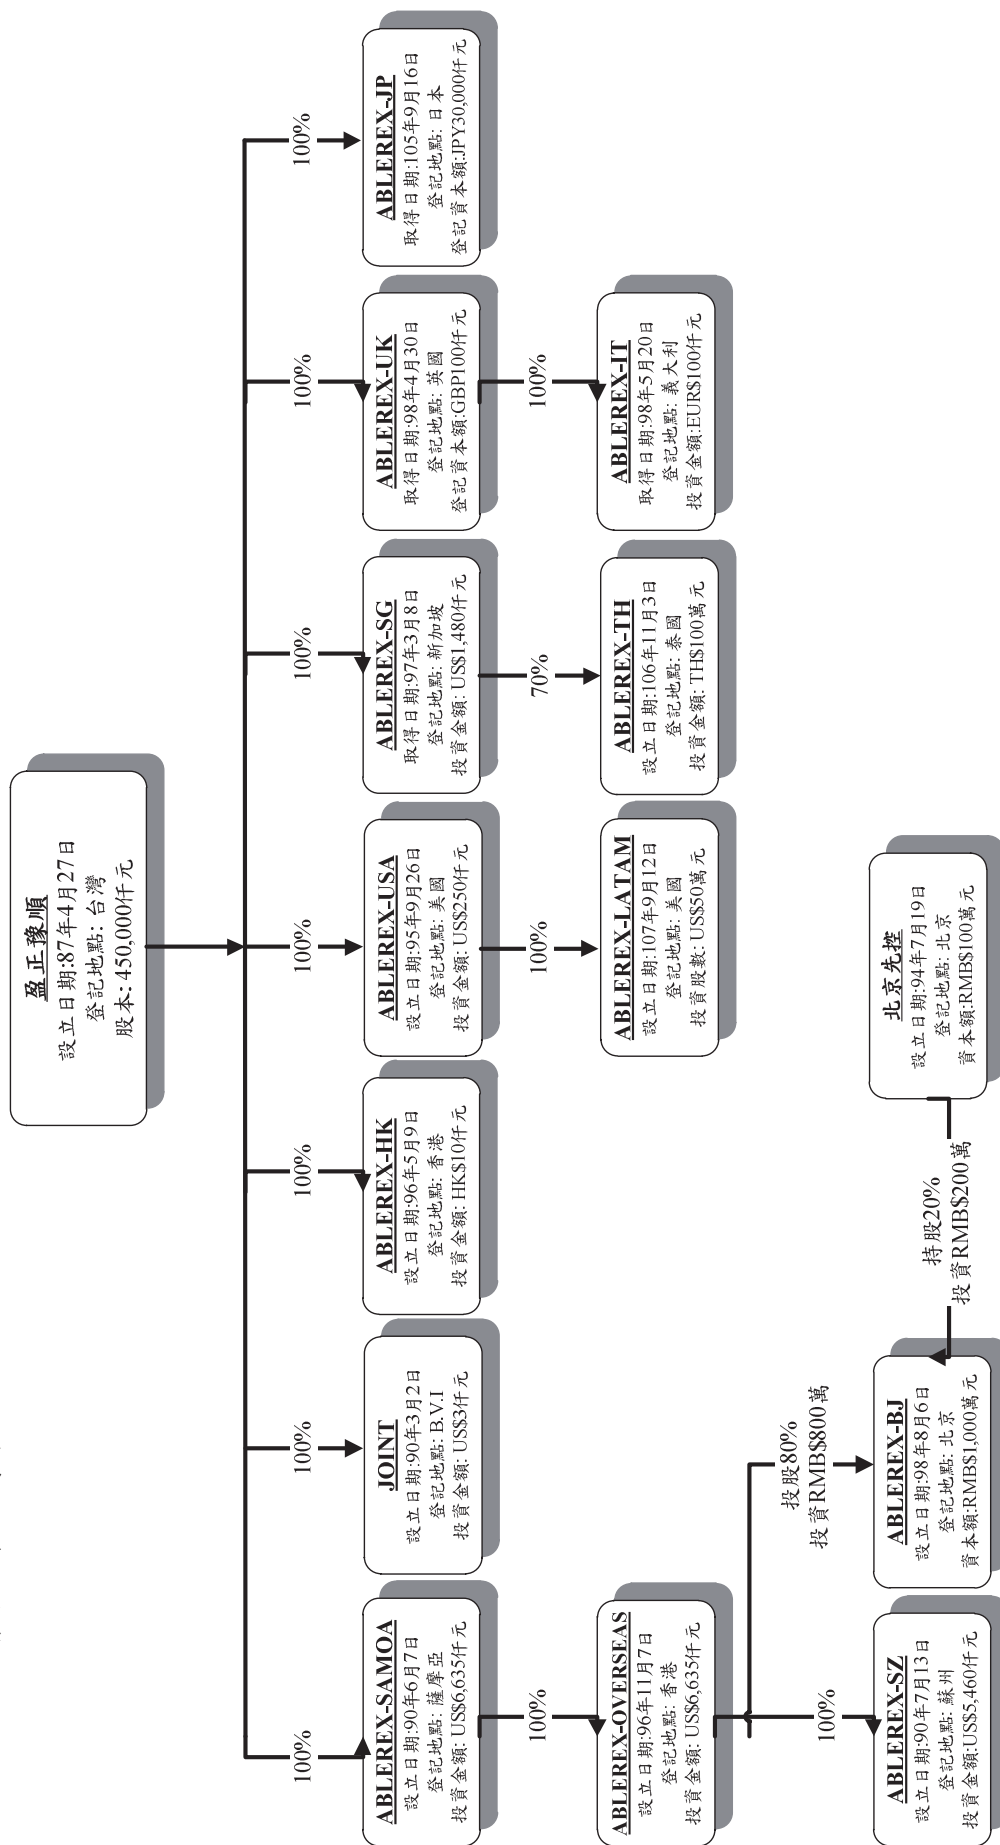 盈正豫順
設立日期:87年4月27日
登記地點: 台灣
股本: 450,000仟元
100%
100%
100%
100%
100%
100%
100%
ABLEREX-SAMOA
設立日期:90年6月7日
登記地點: 薩摩亞
投資金額: US$6,635仟元
JOINT
設立日期:90年3月2日
登記地點: B.V.I
投資金額: US$3仟元
ABLEREX-HK
設立日期:96年5月9日
登記地點: 香港
投資金額: HK$10仟元
ABLEREX-USA
設立日期:95年9月26日
登記地點: 美國
投資金額: US$250仟元
ABLEREX-SG
取得日期:97年3月8日
登記地點: 新加坡
投資金額: US$1,480仟元
ABLEREX-UK
取得日期:98年4月30日
登記地點: 英國
登記資本額:GBP100仟元
ABLEREX-JP
取得日期:105年9月16日
登記地點: 日本
登記資本額:JPY30,000仟元
100%
100%
70%
100%
ABLEREX-OVERSEAS
設立日期:96年11月7日
登記地點: 香港
投資金額: US$6,635仟元
ABLEREX-LATAM
設立日期:107年9月12日
登記地點: 美國
投資股數: US$50萬元
ABLEREX-TH
設立日期:106年11月3日
登記地點: 泰國
投資金額: TH$100萬元
ABLEREX-IT
取得日期:98年5月20日
登記地點: 義大利
投資金額:EUR$100仟元
100%
投股80%
投資RMB$800萬
持股20%
投資RMB$200萬
ABLEREX-SZ
設立日期:90年7月13日
登記地點: 蘇州
投資金額:US$5,460仟元
ABLEREX-BJ
設立日期:98年8月6日
登記地點: 北京
資本額:RMB$1,000萬元
北京先控
設立日期:94年7月19日
登記地點: 北京
資本額:RMB$100萬元